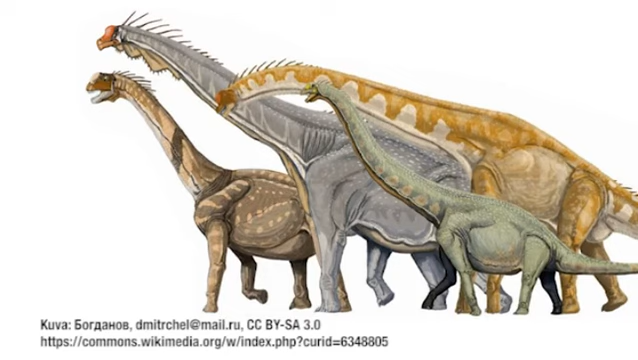 Kuva: Богданов, dmitrchel@mail.ru, CC BY-SA 3.0
https://commons.wikimedia.org/w/index.php?curid=6348805